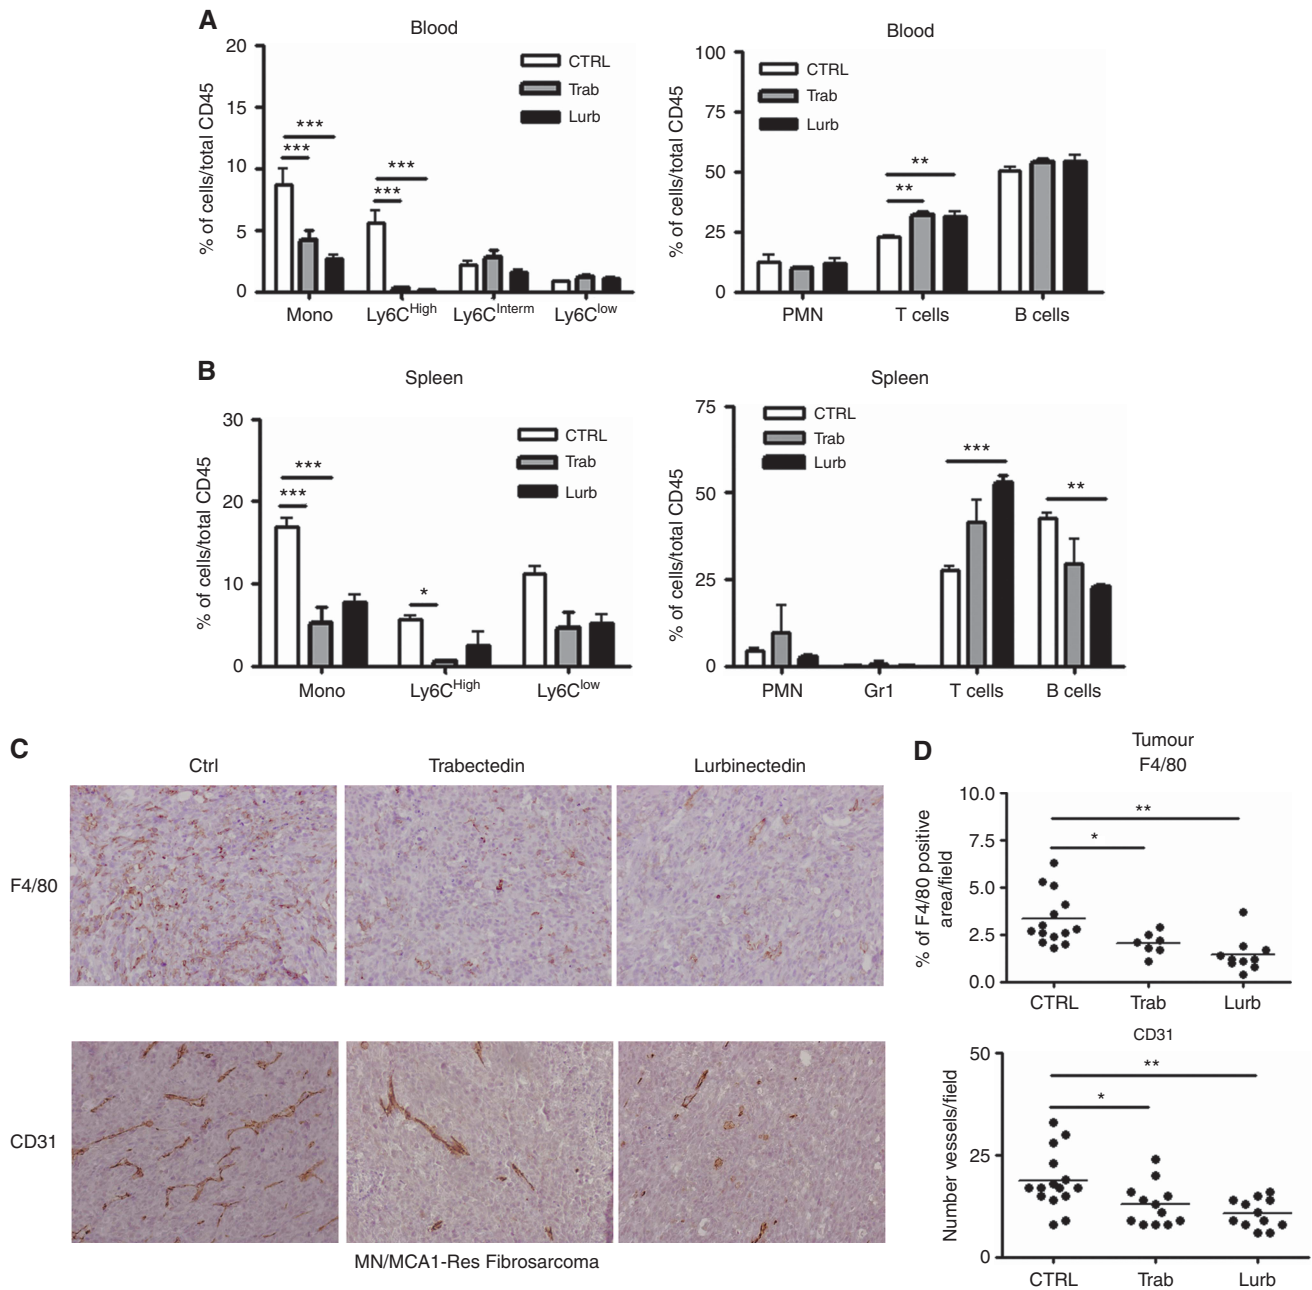 A
Blood
% of cells/total CD45
20
15
10
5
0
CTRL
Trab
Lurb
***
***
***
***
Mono
Ly6CHigh
Ly6CInterm
Ly6Clow
Blood
% of cells/total CD45
100
75
50
25
0
CTRL
Trab
Lurb
**
**
PMN
T cells
B cells
B
Spleen
% of cells/total CD45
30
20
10
0
CTRL
Trab
Lurb
***
***
*
Mono
Ly6CHigh
Ly6Clow
Spleen
% of cells/total CD45
75
50
25
0
CTRL
Trab
Lurb
***
**
PMN
Gr1
T cells
B cells
C
Ctrl
Trabectedin
Lurbinectedin
F4/80
CD31
MN/MCA1-Res Fibrosarcoma
D
Tumour
F4/80
% of F4/80 positive
area/field
10.0
7.5
5.0
2.5
0.0
**
*
CTRL
Trab
Lurb
CD31
Number vessels/field
50
25
0
**
*
CTRL
Trab
Lurb